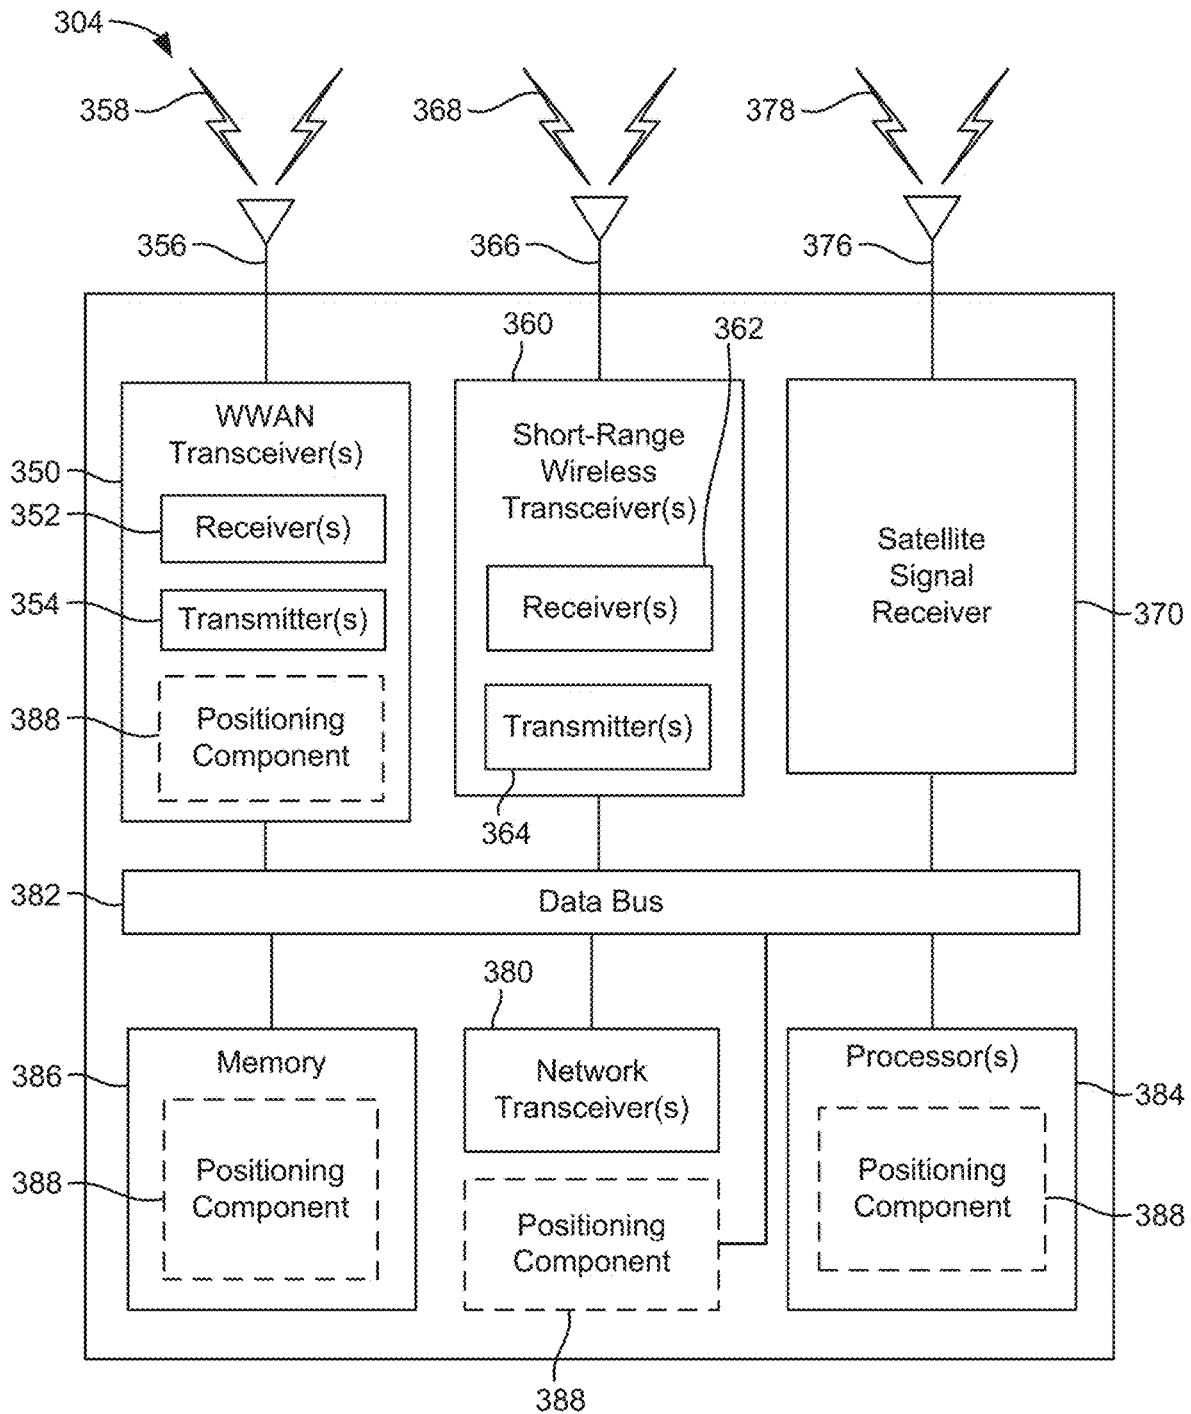 304
358
368
378
356
366
376
360
362
WWAN
Transceiver(s)
Short-Range
Wireless
Transceiver(s)
350
352
Receiver(s)
Satellite
Signal
Receiver
354
Transmitter(s)
Receiver(s)
370
388
Positioning
Component
Transmitter(s)
364
382
Data Bus
380
386
Memory
Network
Transceiver(s)
Processor(s)
384
388
Positioning
Component
Positioning
Component
Positioning
Component
388
388